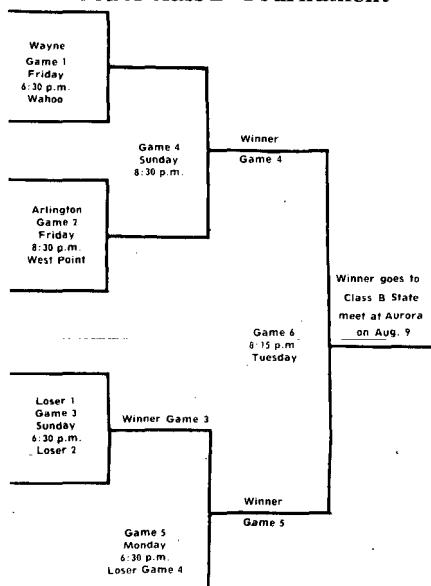 Wayne
Game 1
Friday
6:30 p.m.
Wahoo
Game 4
Sunday
8:30 p.m.
Winner
Game 4
Arlington
Game 2
Friday
8:30 p.m.
West Point
Winner goes to
Class B State
meet at Aurora
on Aug. 9
Game 6
8:15 p.m
Tuesday
Loser 1
Game 3
Sunday
6:30 p.m.
Loser 2
Winner Game 3
Winner
Game 5
Game 5
Monday
6:30 p.m.
Loser Game 4